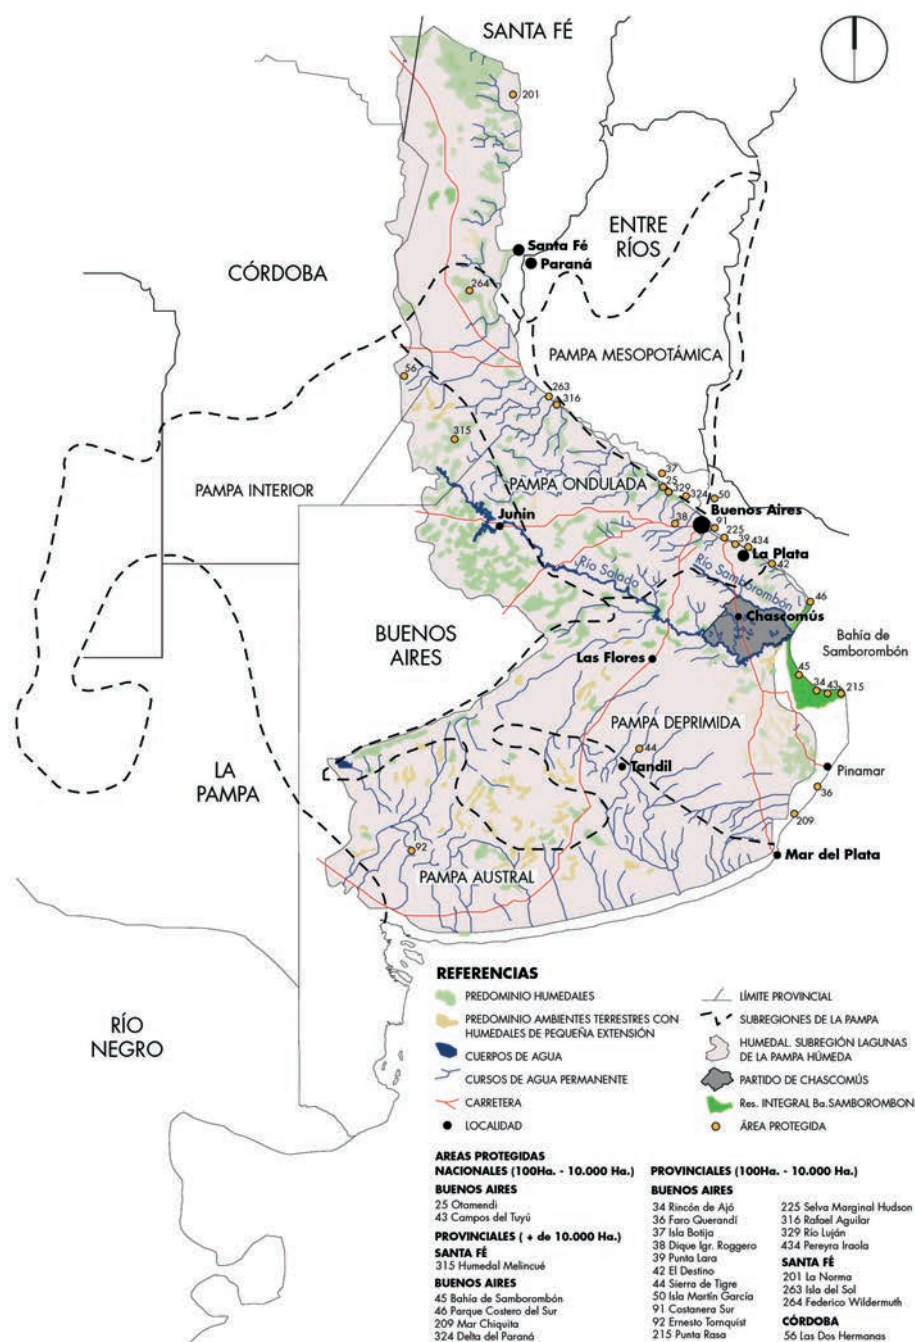 SANTA FÉ
201
ENTRE
RÍOS
Santa Fé
Paraná
CÓRDOBA
264
PAMPA MESOPOTÁMICA
56
263
316
315
37
PAMPA INTERIOR
PAMPA ONDULADA
25
329
324
50
Junín
38
Buenos Aires
91
225
39
434
La Plata
42
Río Salado
Río Samborombón
46
Chascomús
BUENOS
AIRES
Bahía de
Samborombón
Las Flores
45
34
43
215
PAMPA DEPRIMIDA
44
LA
PAMPA
Tandil
Pinamar
36
209
92
Mar del Plata
PAMPA AUSTRAL
RÍO
NEGRO
REFERENCIAS
PREDOMINIO HUMEDALES
PREDOMINIO AMBIENTES TERRESTRES CON
HUMEDALES DE PEQUEÑA EXTENSIÓN
CUERPOS DE AGUA
CURSOS DE AGUA PERMANENTE
CARRETERA
LOCALIDAD
LÍMITE PROVINCIAL
SUBREGIONES DE LA PAMPA
HUMEDAL. SUBREGIÓN LAGUNAS
DE LA PAMPA HÚMEDA
PARTIDO DE CHASCOMÚS
Res. INTEGRAL Ba.SAMBOROMBON
ÁREA PROTEGIDA
AREAS PROTEGIDAS
NACIONALES (100Ha. - 10.000 Ha.)
BUENOS AIRES
25 Otamendi
43 Campos del Tuyú
PROVINCIALES ( + de 10.000 Ha.)
SANTA FÉ
315 Humedal Melincué
BUENOS AIRES
45 Bahía de Samborombón
46 Parque Costero del Sur
209 Mar Chiquita
324 Delta del Paraná
PROVINCIALES (100Ha. - 10.000 Ha.)
BUENOS AIRES
34 Rincón de Ajó
36 Faro Querandí
37 Isla Botija
38 Dique Igr. Roggero
39 Punta Lara
42 El Destino
44 Sierra de Tigre
50 Isla Martín García
91 Costanera Sur
92 Ernesto Tornquist
215 Punta Rasa
225 Selva Marginal Hudson
316 Rafael Aguilar
329 Río Luján
434 Pereyra Iraola
SANTA FÉ
201 La Norma
263 Isla del Sol
264 Federico Wildermuth
CÓRDOBA
56 Las Dos Hermanas